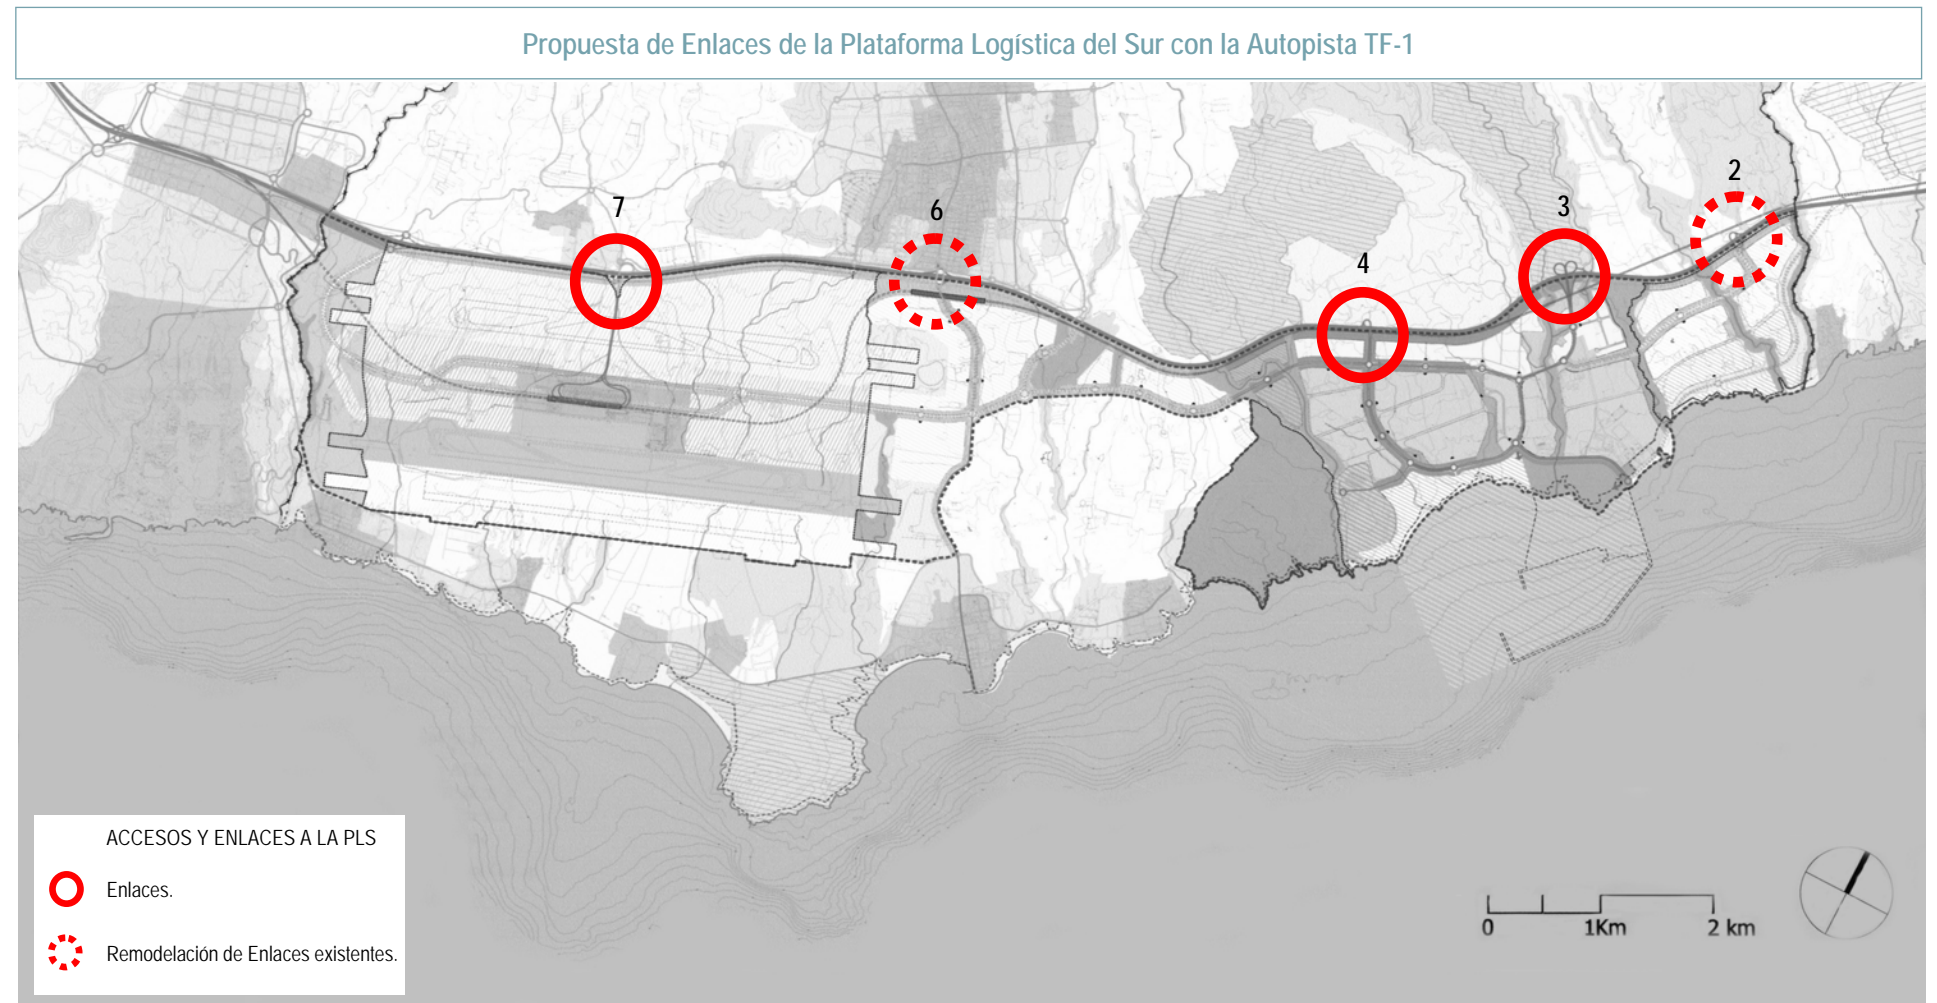 Propuesta de Enlaces de la Plataforma Logística del Sur con la Autopista TF-1
2
3
7
6
4
ACCESOS Y ENLACES A LA PLS
Enlaces.
Remodelación de Enlaces existentes.
0 1Km 2 km